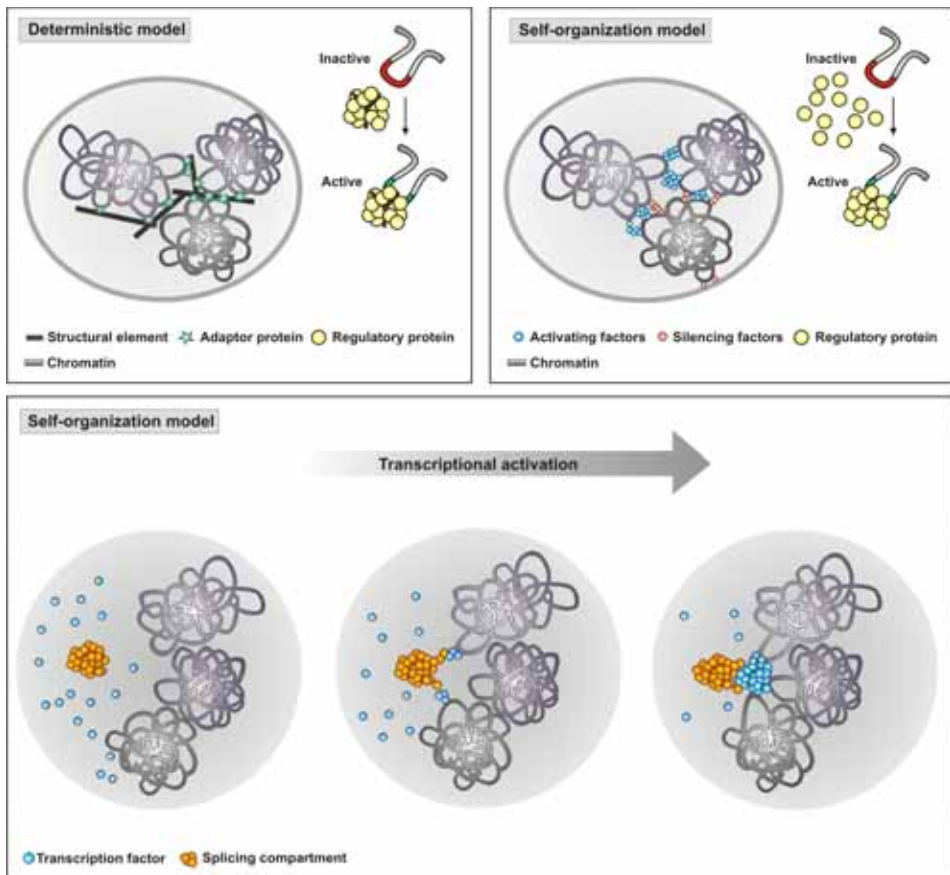 Deterministic model
Inactive
Active
Structural element Adaptor protein Regulatory protein
Chromatin
Self-organization model
Inactive
Active
Activating factors Silencing factors Regulatory protein
Chromatin
Self-organization model
Transcriptional activation
Transcription factor Splicing compartment